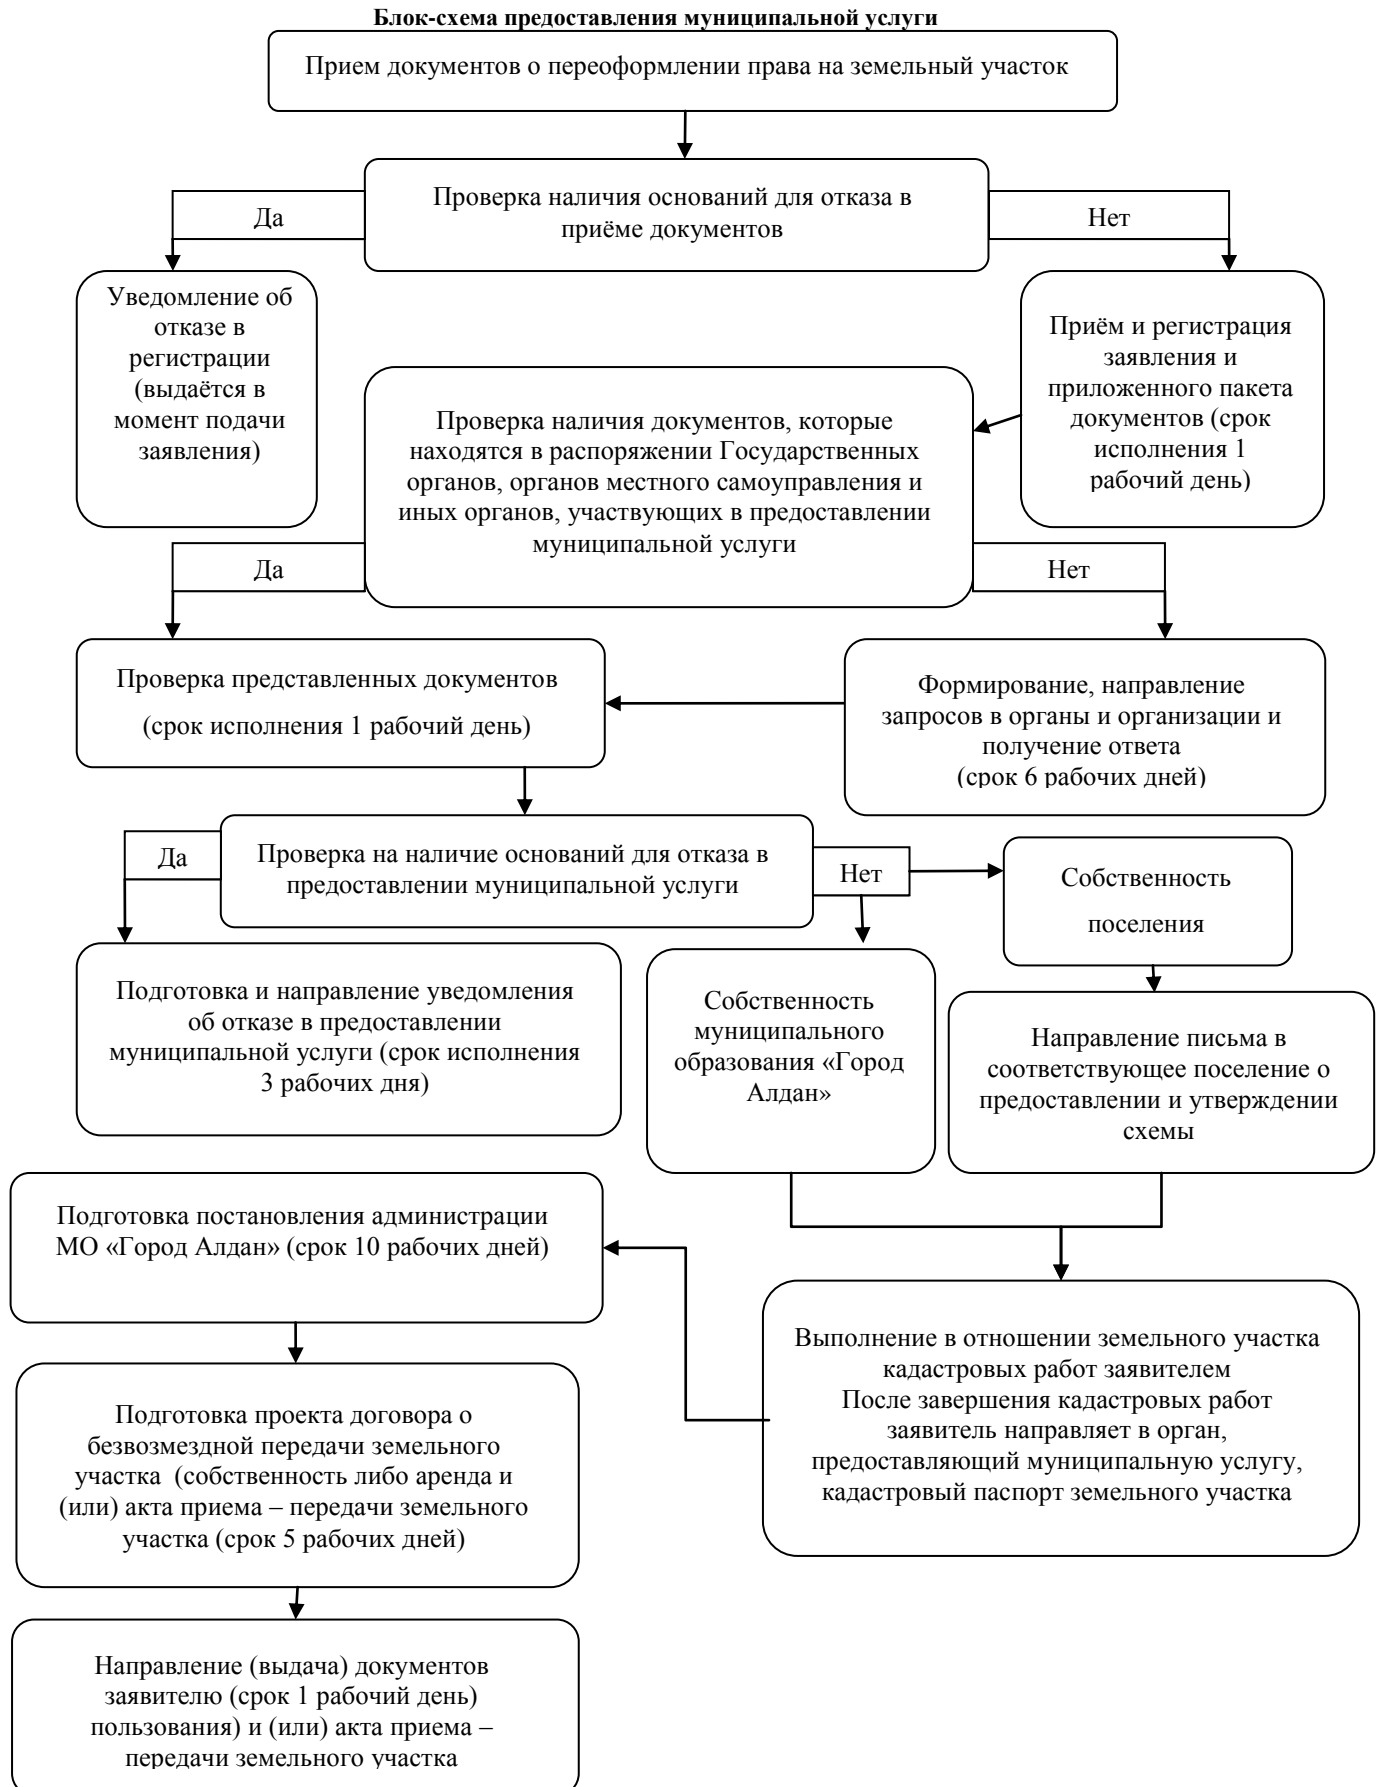 Блок-схема предоставления муниципальной услуги
Прием документов о переоформлении права на земельный участок
Проверка наличия оснований для отказа в
приёме документов
Да
Нет
Уведомление об
отказе в
регистрации
(выдаётся в
момент подачи
заявления)
Приём и регистрация
заявления и
приложенного пакета
документов (срок
исполнения 1
рабочий день)
Проверка наличия документов, которые
находятся в распоряжении Государственных
органов, органов местного самоуправления и
иных органов, участвующих в предоставлении
муниципальной услуги
Да
Нет
Проверка представленных документов
(срок исполнения 1 рабочий день)
Формирование, направление
запросов в органы и организации и
получение ответа
(срок 6 рабочих дней)
Проверка на наличие оснований для отказа в
предоставлении муниципальной услуги
Да
Нет
Собственность
поселения
Подготовка и направление уведомления
об отказе в предоставлении
муниципальной услуги (срок исполнения
3 рабочих дня)
Собственность
муниципального
образования «Город
Алдан»
Направление письма в
соответствующее поселение о
предоставлении и утверждении
схемы
Подготовка постановления администрации
МО «Город Алдан» (срок 10 рабочих дней)
Выполнение в отношении земельного участка
кадастровых работ заявителем
После завершения кадастровых работ
заявитель направляет в орган,
предоставляющий муниципальную услугу,
кадастровый паспорт земельного участка
Подготовка проекта договора о
безвозмездной передачи земельного
участка (собственность либо аренда и
(или) акта приема – передачи земельного
участка (срок 5 рабочих дней)
Направление (выдача) документов
заявителю (срок 1 рабочий день)
пользования) и (или) акта приема –
передачи земельного участка